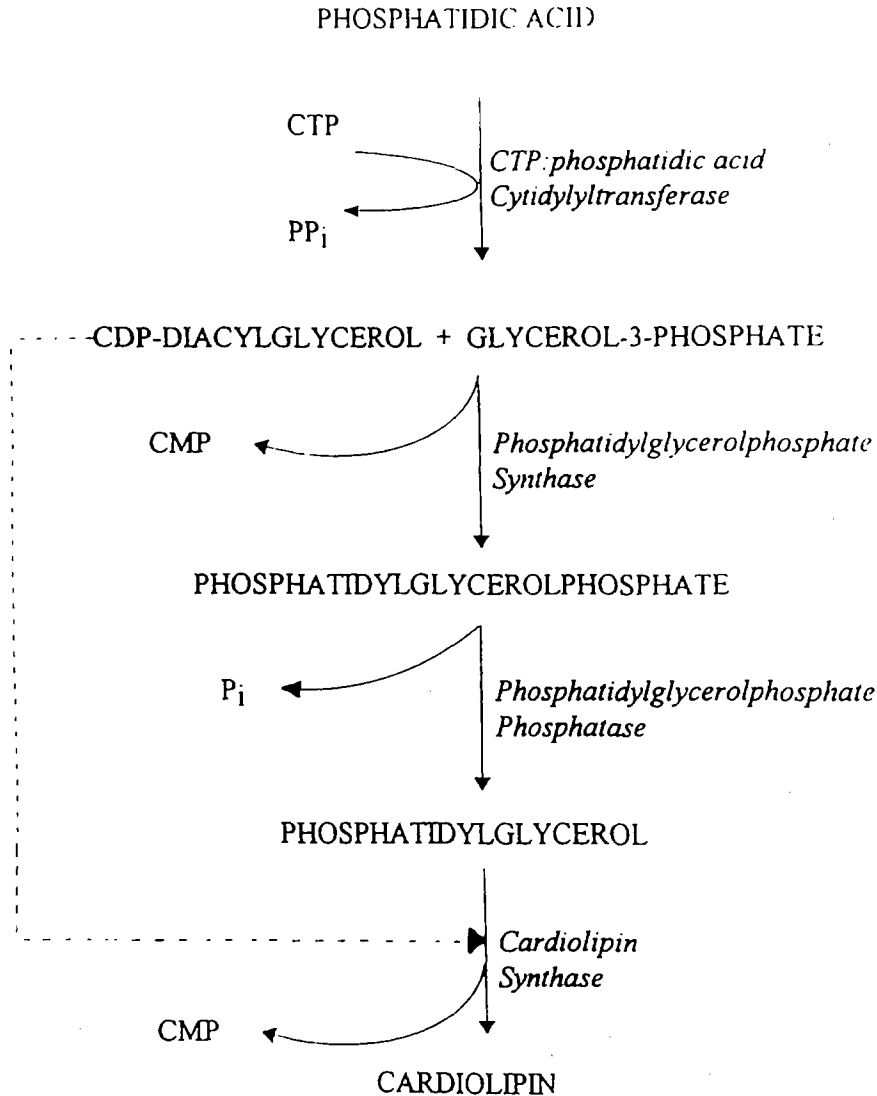 PHOSPHATIDIC ACID
CTP
CTP:phosphatidic acid
Cytidylyltransferase
PPi
CDP-DIACYLGLYCEROL + GLYCEROL-3-PHOSPHATE
CMP
Phosphatidylglycerolphosphate
Synthase
PHOSPHATIDYLGLYCEROLPHOSPHATE
Pi
Phosphatidylglycerolphosphate
Phosphatase
PHOSPHATIDYLGLYCEROL
Cardiolipin
Synthase
CMP
CARDIOLIPIN